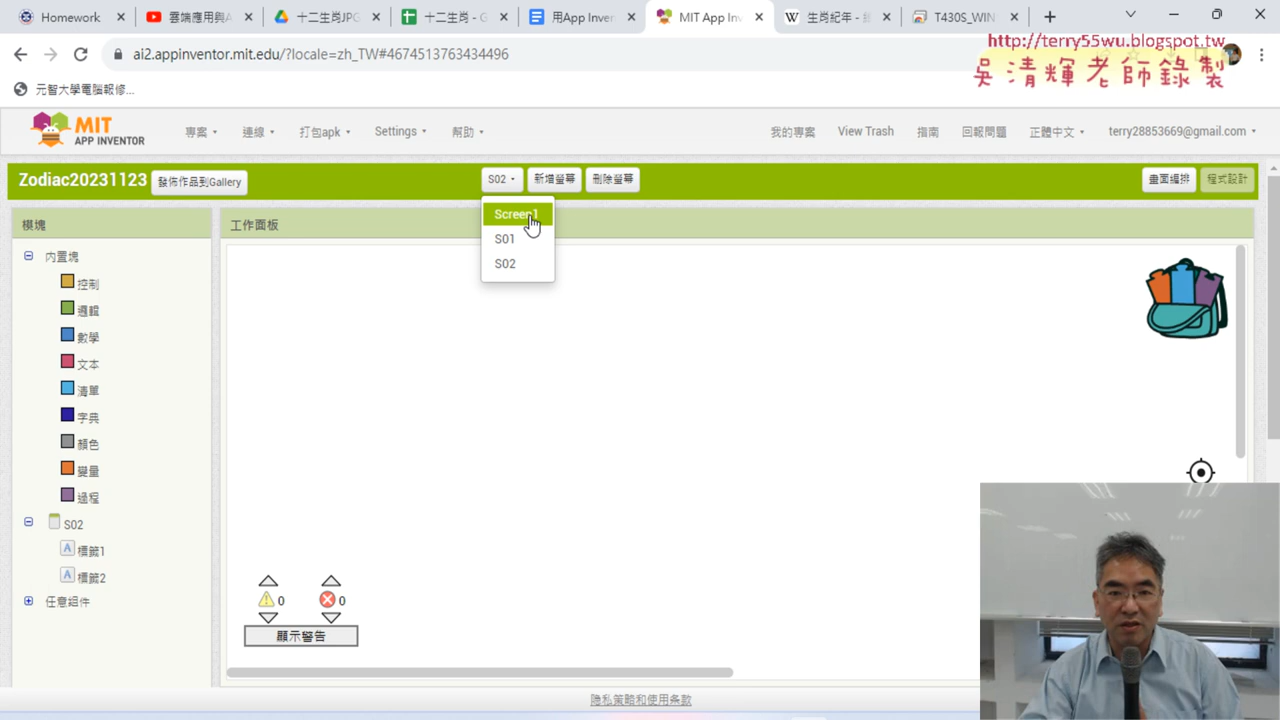 Homework
雲端應用與A
十二生肖JPG
十二生肖 - G
用App Inven
MIT App Inv
生肖紀年 - 維
T430S_WIN
ai2.appinventor.mit.edu/?locale=zh_TW#4674513763434496
http://terry55wu.blogspot.tw
吳清輝老師錄製
元智大學電腦報修...
MIT
APP INVENTOR
專案
連線
打包apk
Settings
幫助
我的專案
View Trash
指南
回報問題
正體中文
terry28853669@gmail.com
Zodiac20231123
發佈作品到Gallery
S02
新增螢幕
刪除螢幕
畫面編排
程式設計
Screen1
S01
S02
模塊
工作面板
內置塊
控制
邏輯
數學
文本
清單
字典
顏色
變量
過程
S02
標籤1
標籤2
任意組件
0
0
顯示警告
隐私策略和使用条款